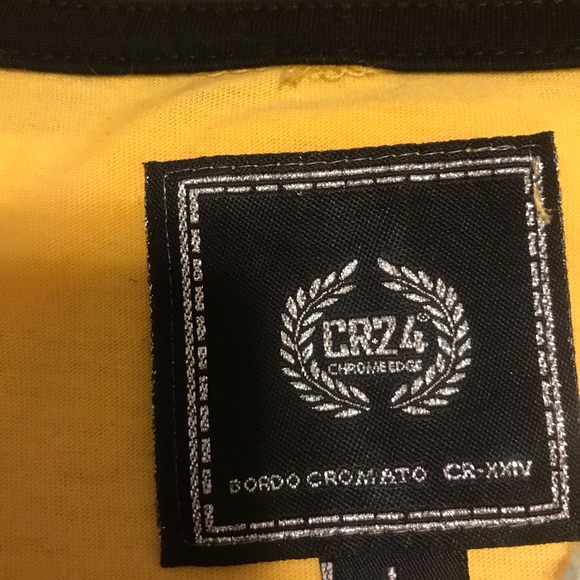 CR-24°
CHROME EDGE
BORDO CROMATO CR-XXIV